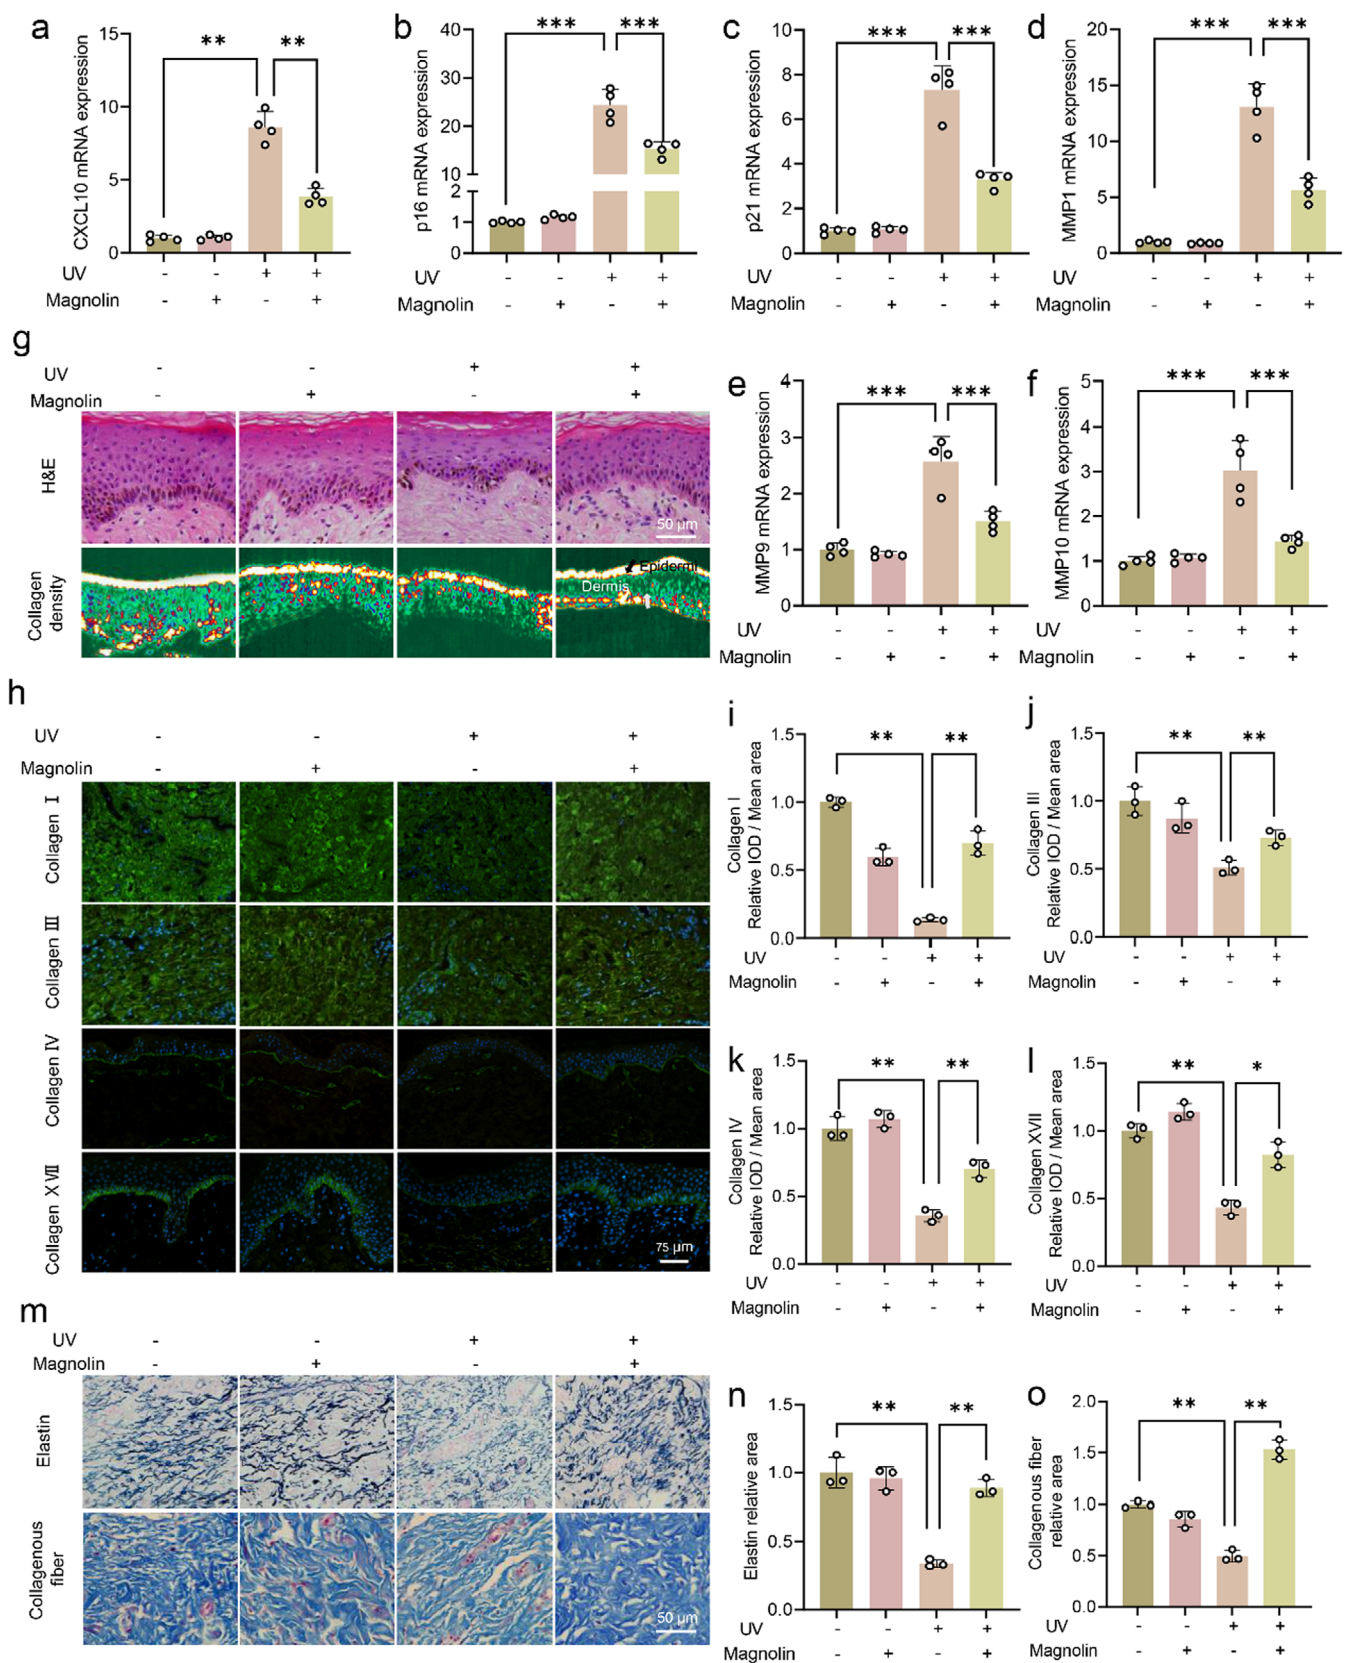 a
CXCL10 mRNA expression
15
10
5
0
** **
UV - - + +
Magnolin - + - +
b
p16 mRNA expression
40
30
20
10
2
1
0
*** ***
UV - - + +
Magnolin - + - +
c
p21 mRNA expression
10
8
6
4
2
0
*** ***
UV - - + +
Magnolin - + - +
d
MMP1 mRNA expression
20
15
10
5
0
*** ***
UV - - + +
Magnolin - + - +
g
UV - - + +
Magnolin - + - +
H&E
50 μm
Collagen density
Epidermi
Dermis
e
MMP9 mRNA expression
4
3
2
1
0
*** ***
UV - - + +
Magnolin - + - +
f
MMP10 mRNA expression
5
4
3
2
1
0
*** ***
UV - - + +
Magnolin - + - +
h
UV - - + +
Magnolin - + - +
Collagen Ⅰ
Collagen Ⅲ
Collagen Ⅳ
Collagen ⅩⅦ
75 μm
i
Collagen I
Relative IOD / Mean area
1.5
1.0
0.5
0.0
** **
UV - - + +
Magnolin - + - +
j
Collagen III
Relative IOD / Mean area
1.5
1.0
0.5
0.0
** **
UV - - + +
Magnolin - + - +
k
Collagen IV
Relative IOD / Mean area
1.5
1.0
0.5
0.0
** **
UV - - + +
Magnolin - + - +
l
Collagen XVII
Relative IOD / Mean area
1.5
1.0
0.5
0.0
** *
UV - - + +
Magnolin - + - +
m
UV - - + +
Magnolin - + - +
Elastin
Collagenous
fiber
50 μm
n
Elastin relative area
1.5
1.0
0.5
0.0
** **
UV - - + +
Magnolin - + - +
o
Collagenous fiber
relative area
2.0
1.5
1.0
0.5
0.0
** **
UV - - + +
Magnolin - + - +